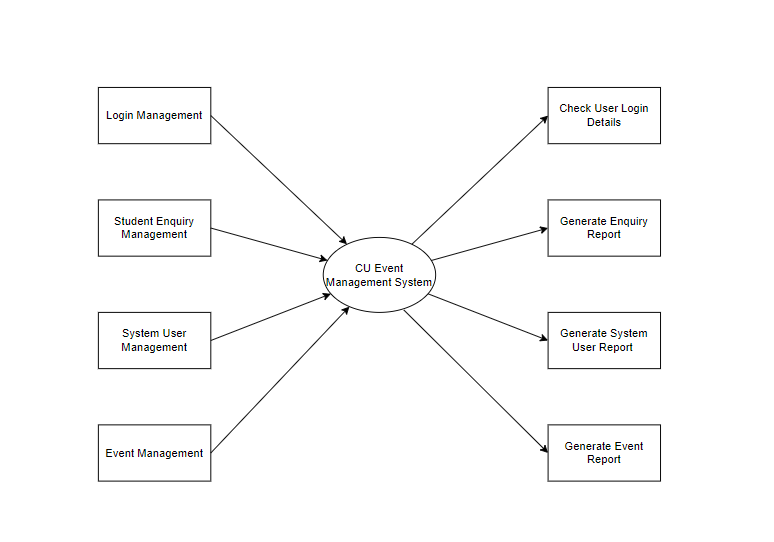 Login Management
Student Enquiry
Management
System User
Management
Event Management
CU Event
Management System
Check User Login
Details
Generate Enquiry
Report
Generate System
User Report
Generate Event
Report